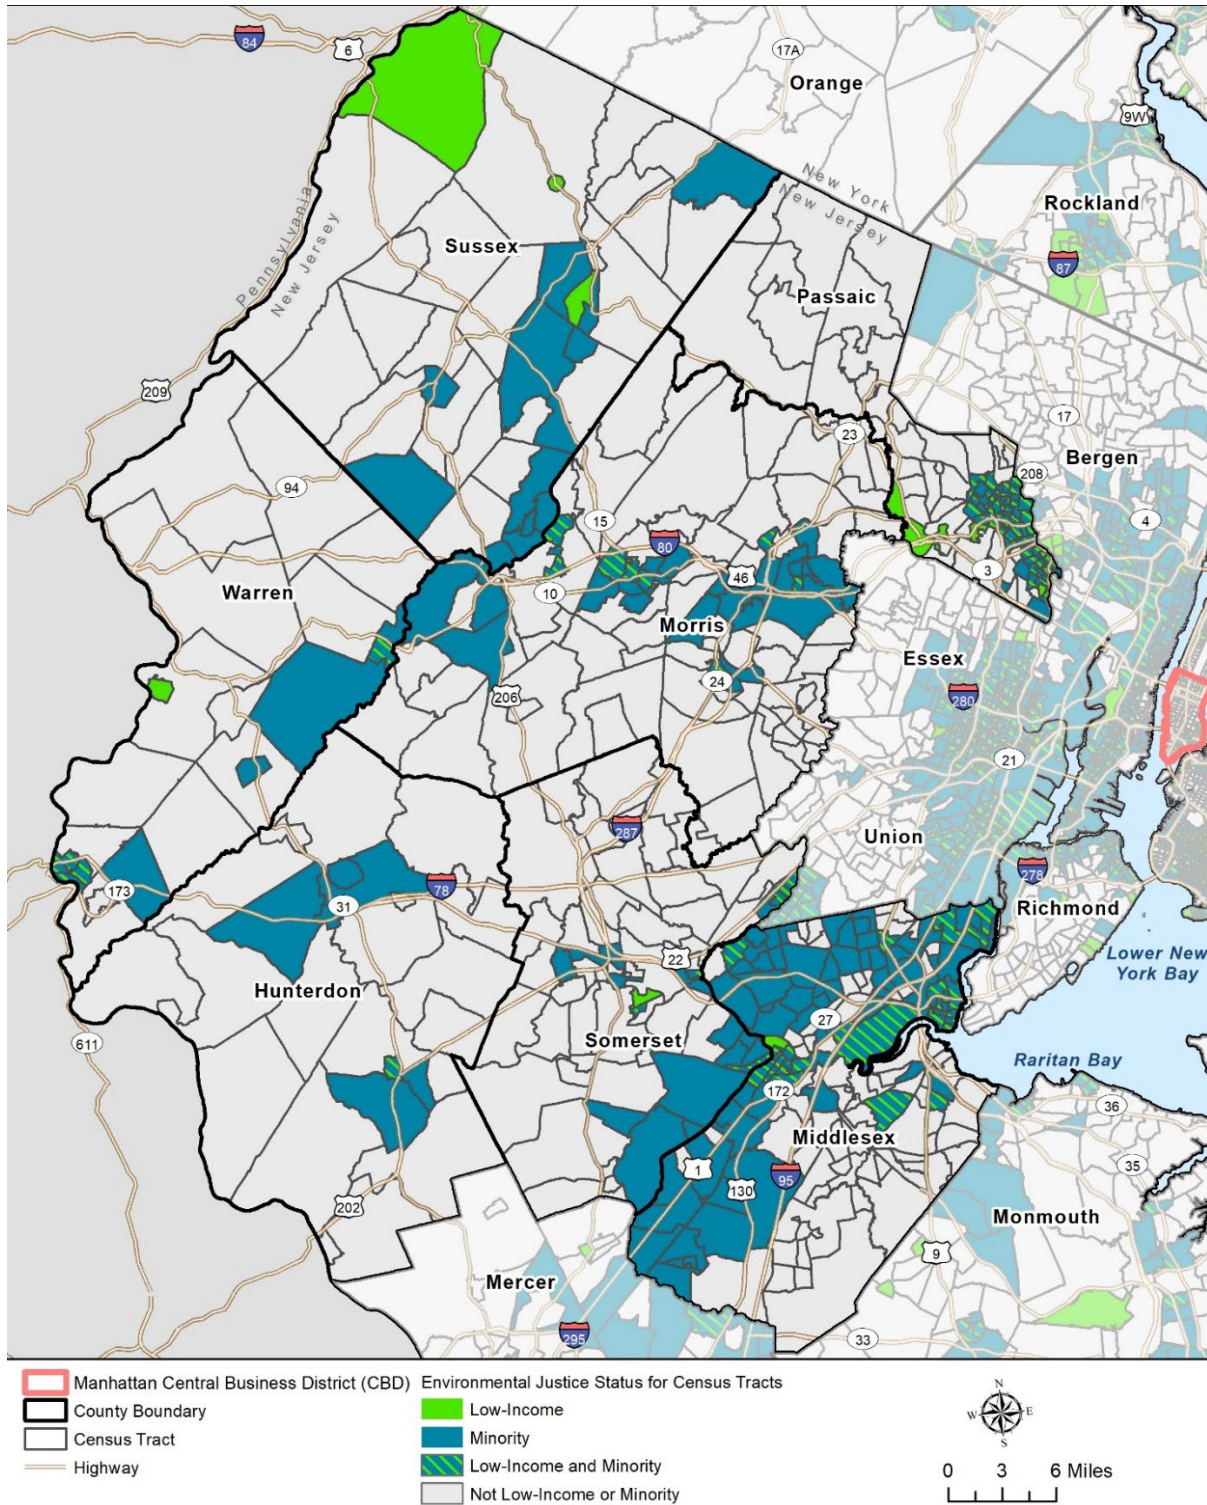 84
6
17A
Orange
9W
New York
New Jersey
Rockland
87
Pennsylvania
New Jersey
Sussex
Passaic
209
17
23
Bergen
208
94
15
80
4
46
3
10
Warren
Morris
Essex
24
280
206
21
287
Union
278
173
78
31
Richmond
22
Lower New
York Bay
Hunterdon
27
Somerset
611
Raritan Bay
172
36
Middlesex
35
1
130
95
202
Monmouth
9
Mercer
295
33
Manhattan Central Business District (CBD)
County Boundary
Census Tract
Highway
Environmental Justice Status for Census Tracts
Low-Income
Minority
Low-Income and Minority
Not Low-Income or Minority
N
W E
S
0 3 6 Miles